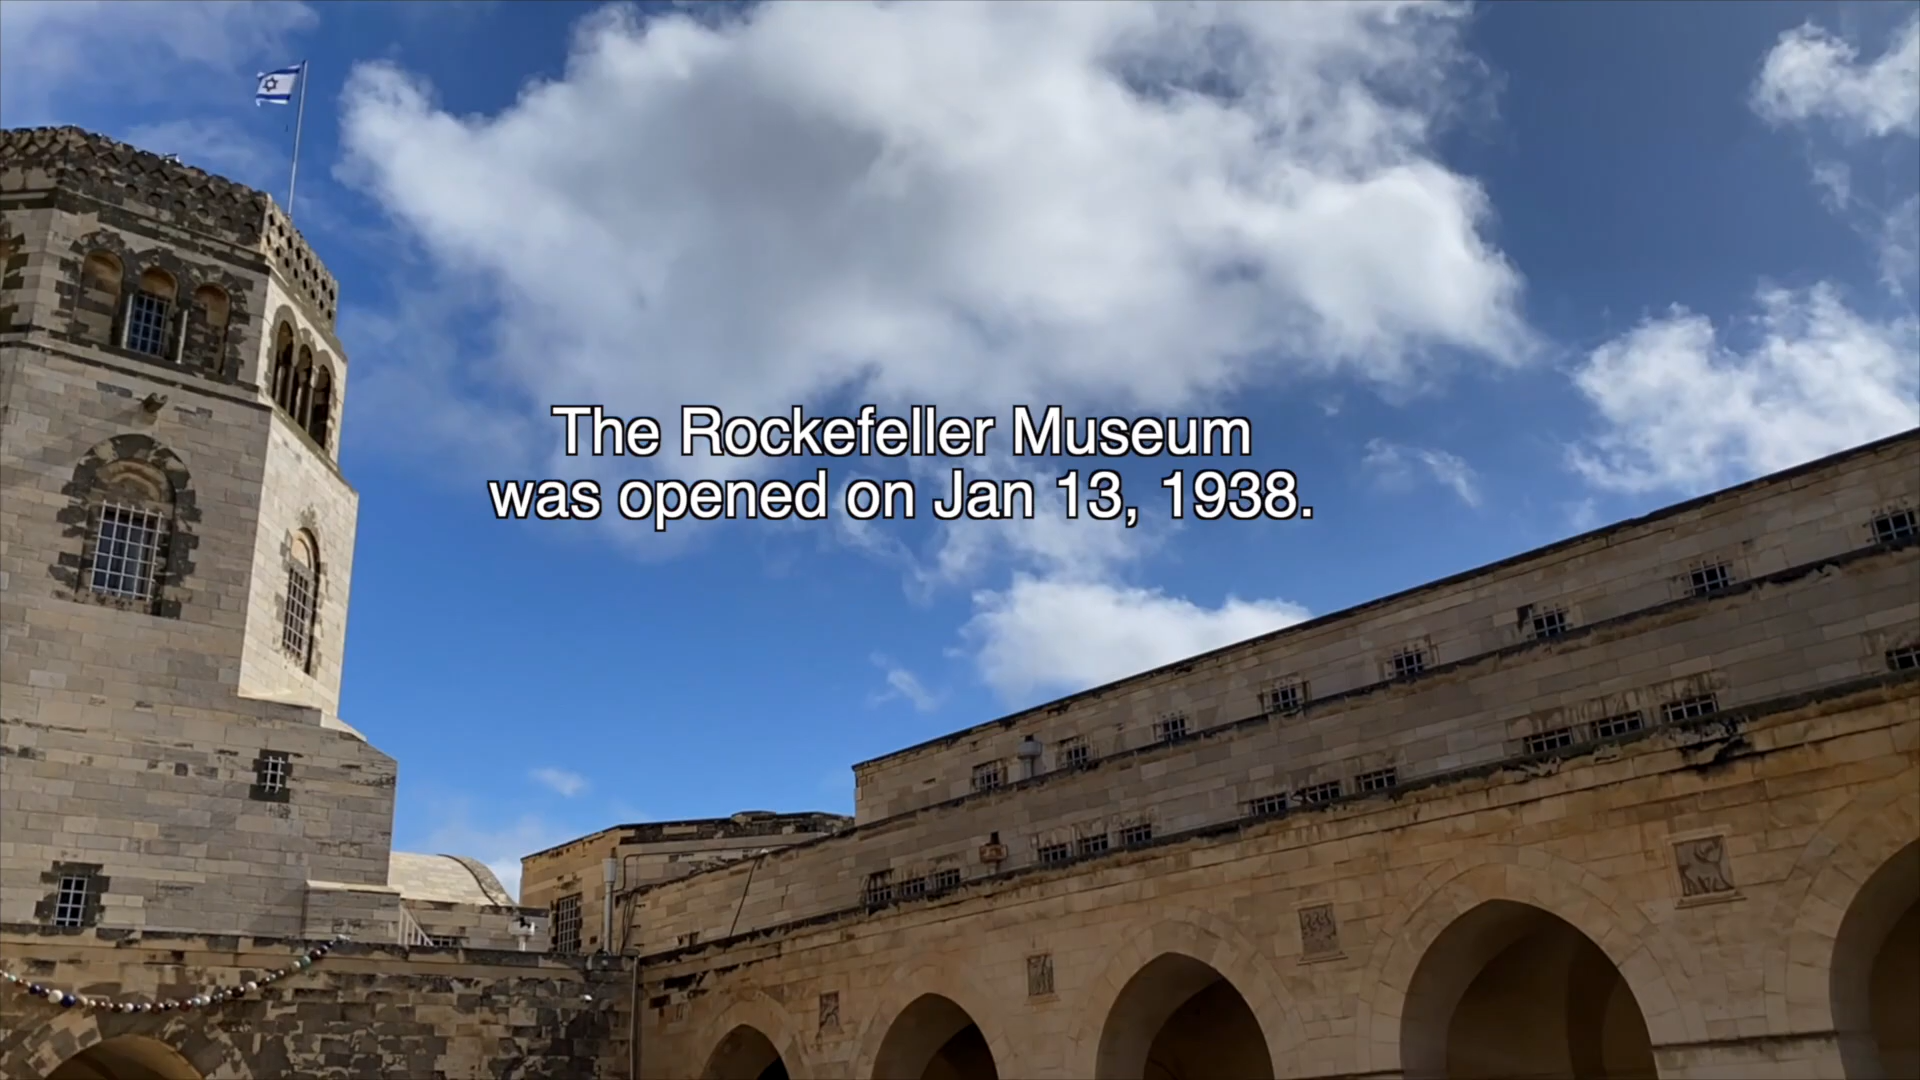 The Rockefeller Museum
was opened on Jan 13, 1938.